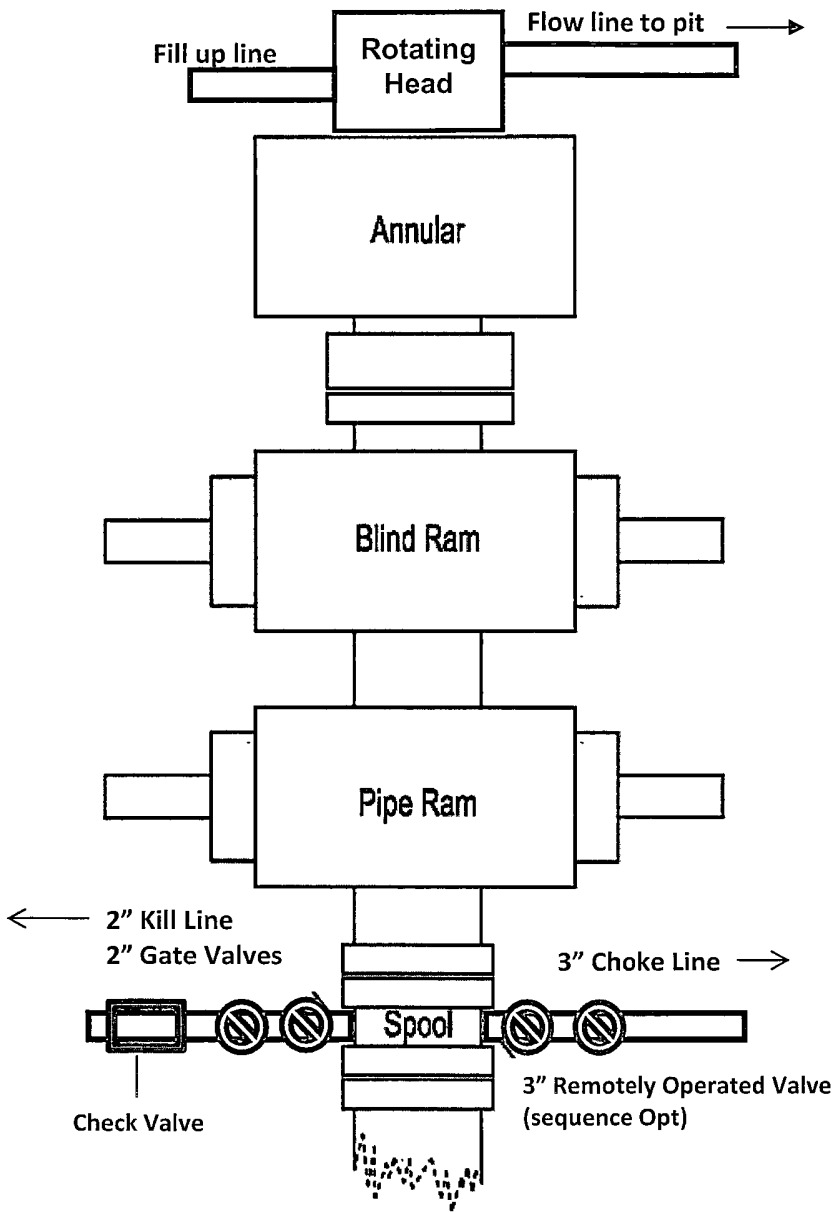 Flow line to pit
Fill up line
Rotating
Head
Annular
Blind Ram
Pipe Ram
2” Kill Line
2” Gate Valves
3” Choke Line
Spool
3” Remotely Operated Valve
(sequence Opt)
Check Valve